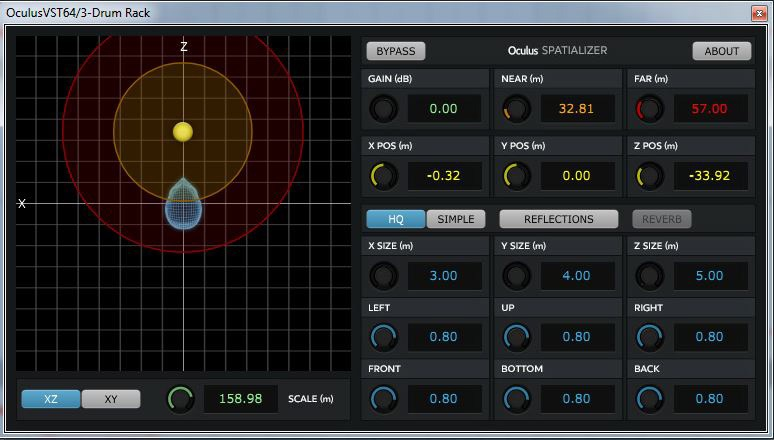 OculusVST64/3-Drum Rack
Z
X
XZ XY 158.98 SCALE (m)
BYPASS Oculus SPATIALIZER ABOUT
GAIN (dB) NEAR (m) FAR (m)
0.00 32.81 57.00
X POS (m) Y POS (m) Z POS (m)
-0.32 0.00 -33.92
HQ SIMPLE REFLECTIONS REVERB
X SIZE (m) Y SIZE (m) Z SIZE (m)
3.00 4.00 5.00
LEFT UP RIGHT
0.80 0.80 0.80
FRONT BOTTOM BACK
0.80 0.80 0.80